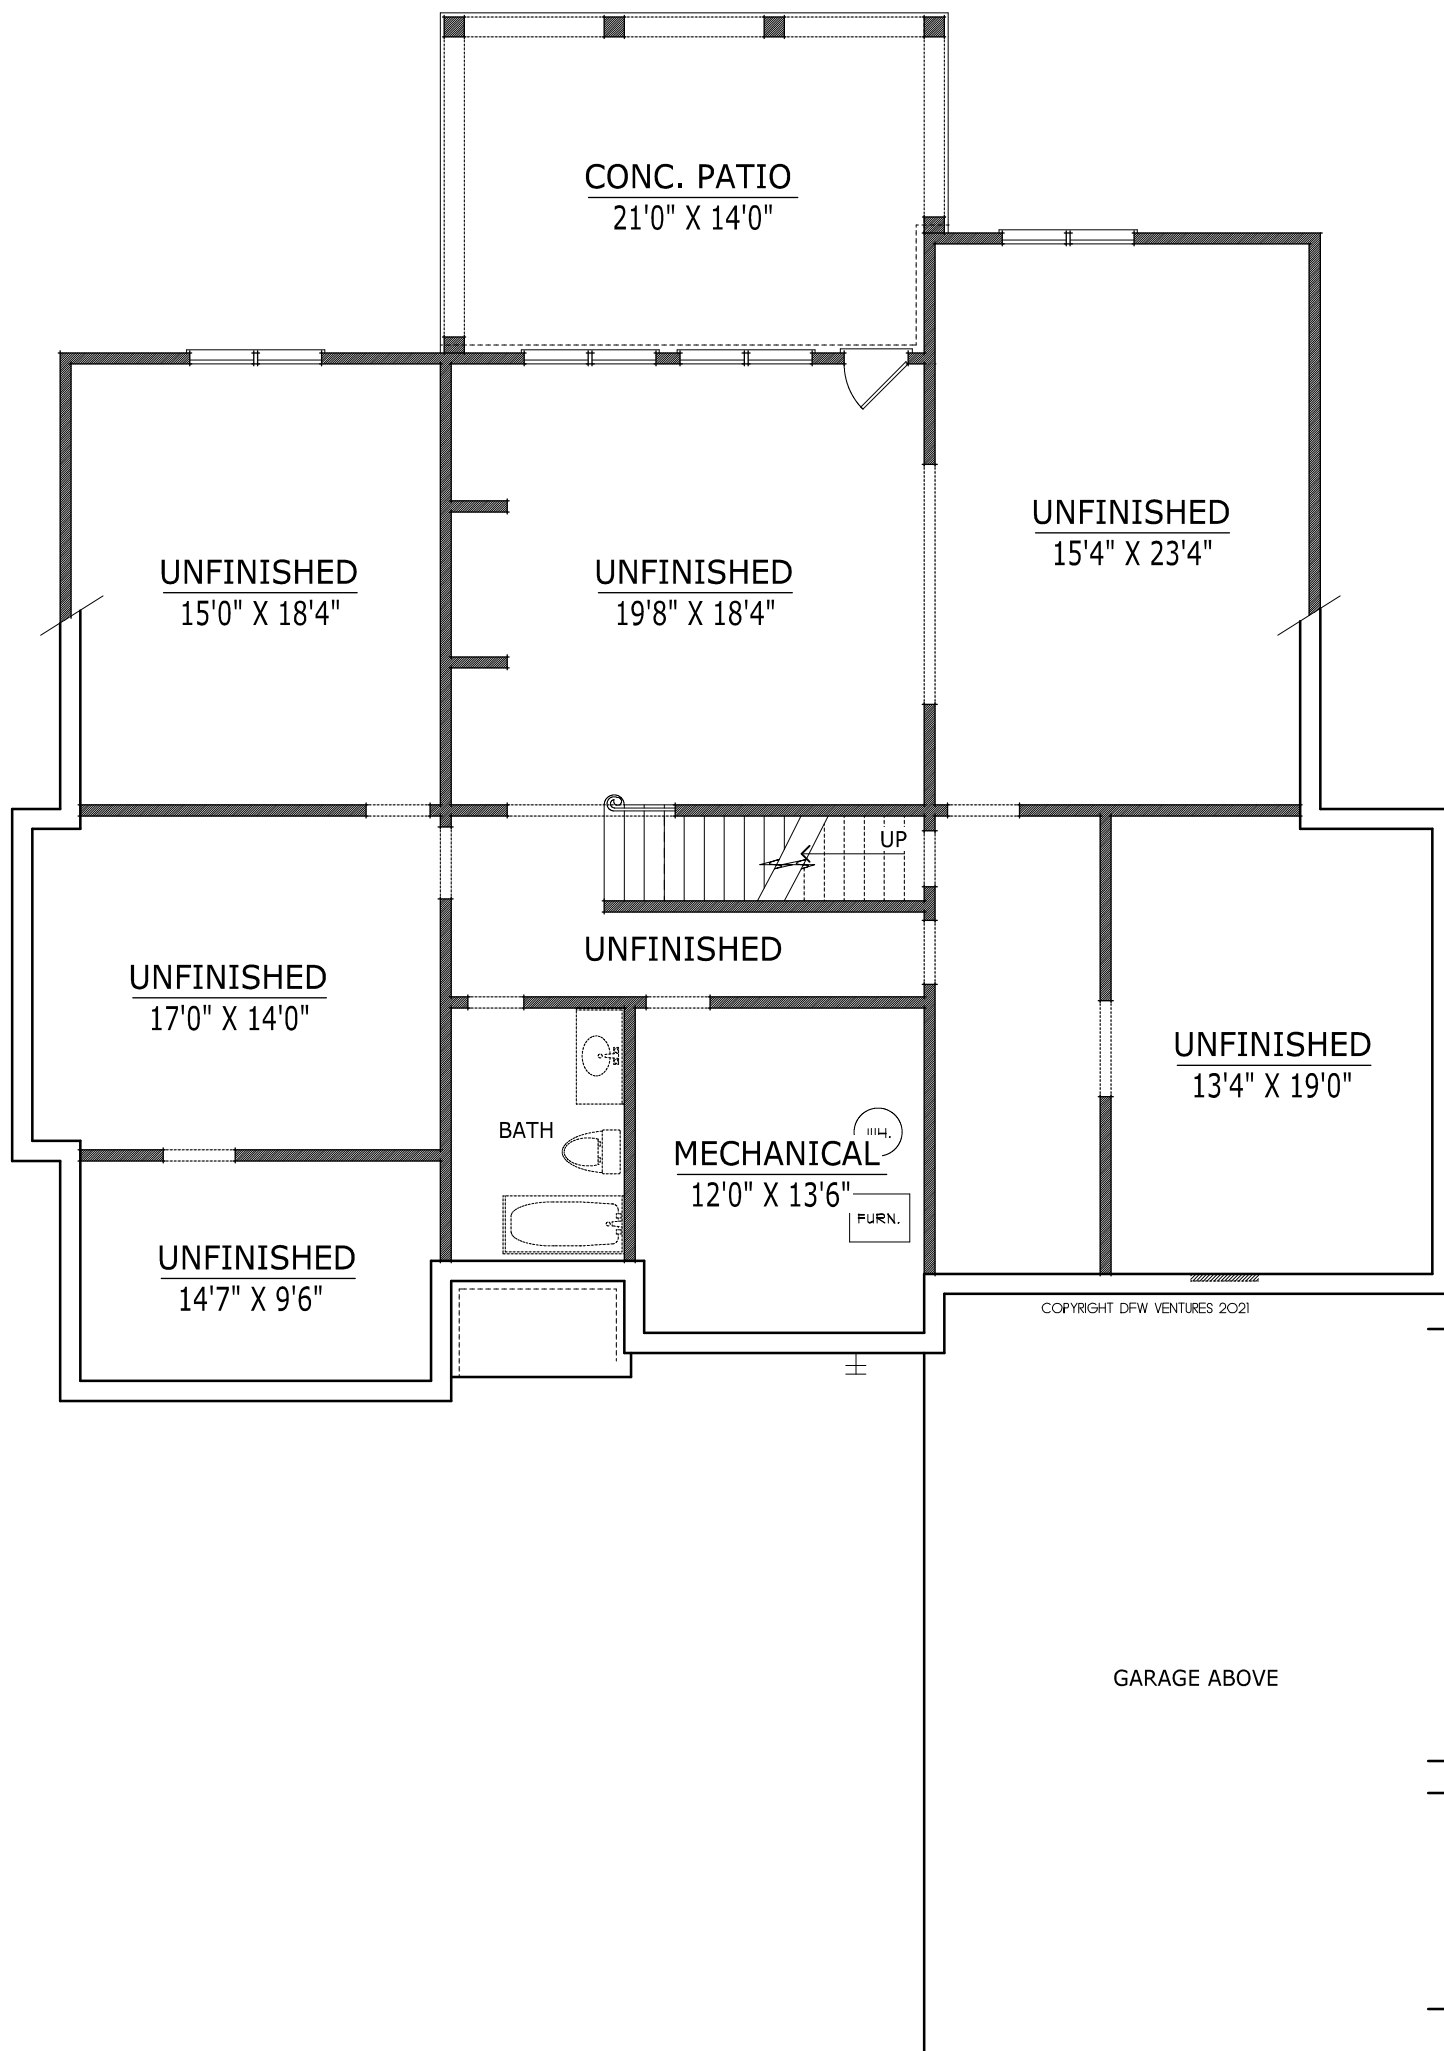 CONC. PATIO
21'0" X 14'0"
UNFINISHED
15'4" X 23'4"
UNFINISHED
15'0" X 18'4"
UNFINISHED
19'8" X 18'4"
UP
UNFINISHED
UNFINISHED
17'0" X 14'0"
UNFINISHED
13'4" X 19'0"
BATH
MECHANICAL
12'0" X 13'6"
FURN.
UNFINISHED
14'7" X 9'6"
COPYRIGHT DFW VENTURES 2021
GARAGE ABOVE